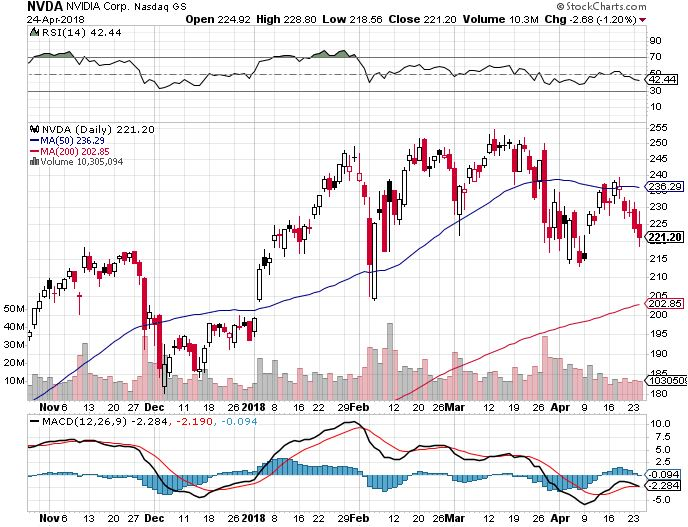 NVDA NVIDIA Corp. Nasdaq GS © StockCharts.com
24-Apr-2018 Open 224.92 High 228.80 Low 218.56 Close 221.20 Volume 10.3M Chg -2.68 (-1.20%)
RSI(14) 42.44
90
70
50
42.44
30
10
NVDA (Daily) 221.20
MA(50) 236.29
MA(200) 202.85
Volume 10,305,094
255
250
245
240
236.29
230
225
221.20
215
210
205
202.85
200
195
190
185
180
50M
40M
30M
20M
10M
1030509
Nov 6 13 20 27 Dec 11 18 26 2018 8 16 22 29 Feb 12 20 26 Mar 12 19 26 Apr 9 16 23
MACD(12,26,9) -2.284, -2.190, -0.094
10.0
7.5
5.0
2.5
-0.094
-2.284
-5.0
Nov 6 13 20 27 Dec 11 18 26 2018 8 16 22 29 Feb 12 20 26 Mar 12 19 26 Apr 9 16 23